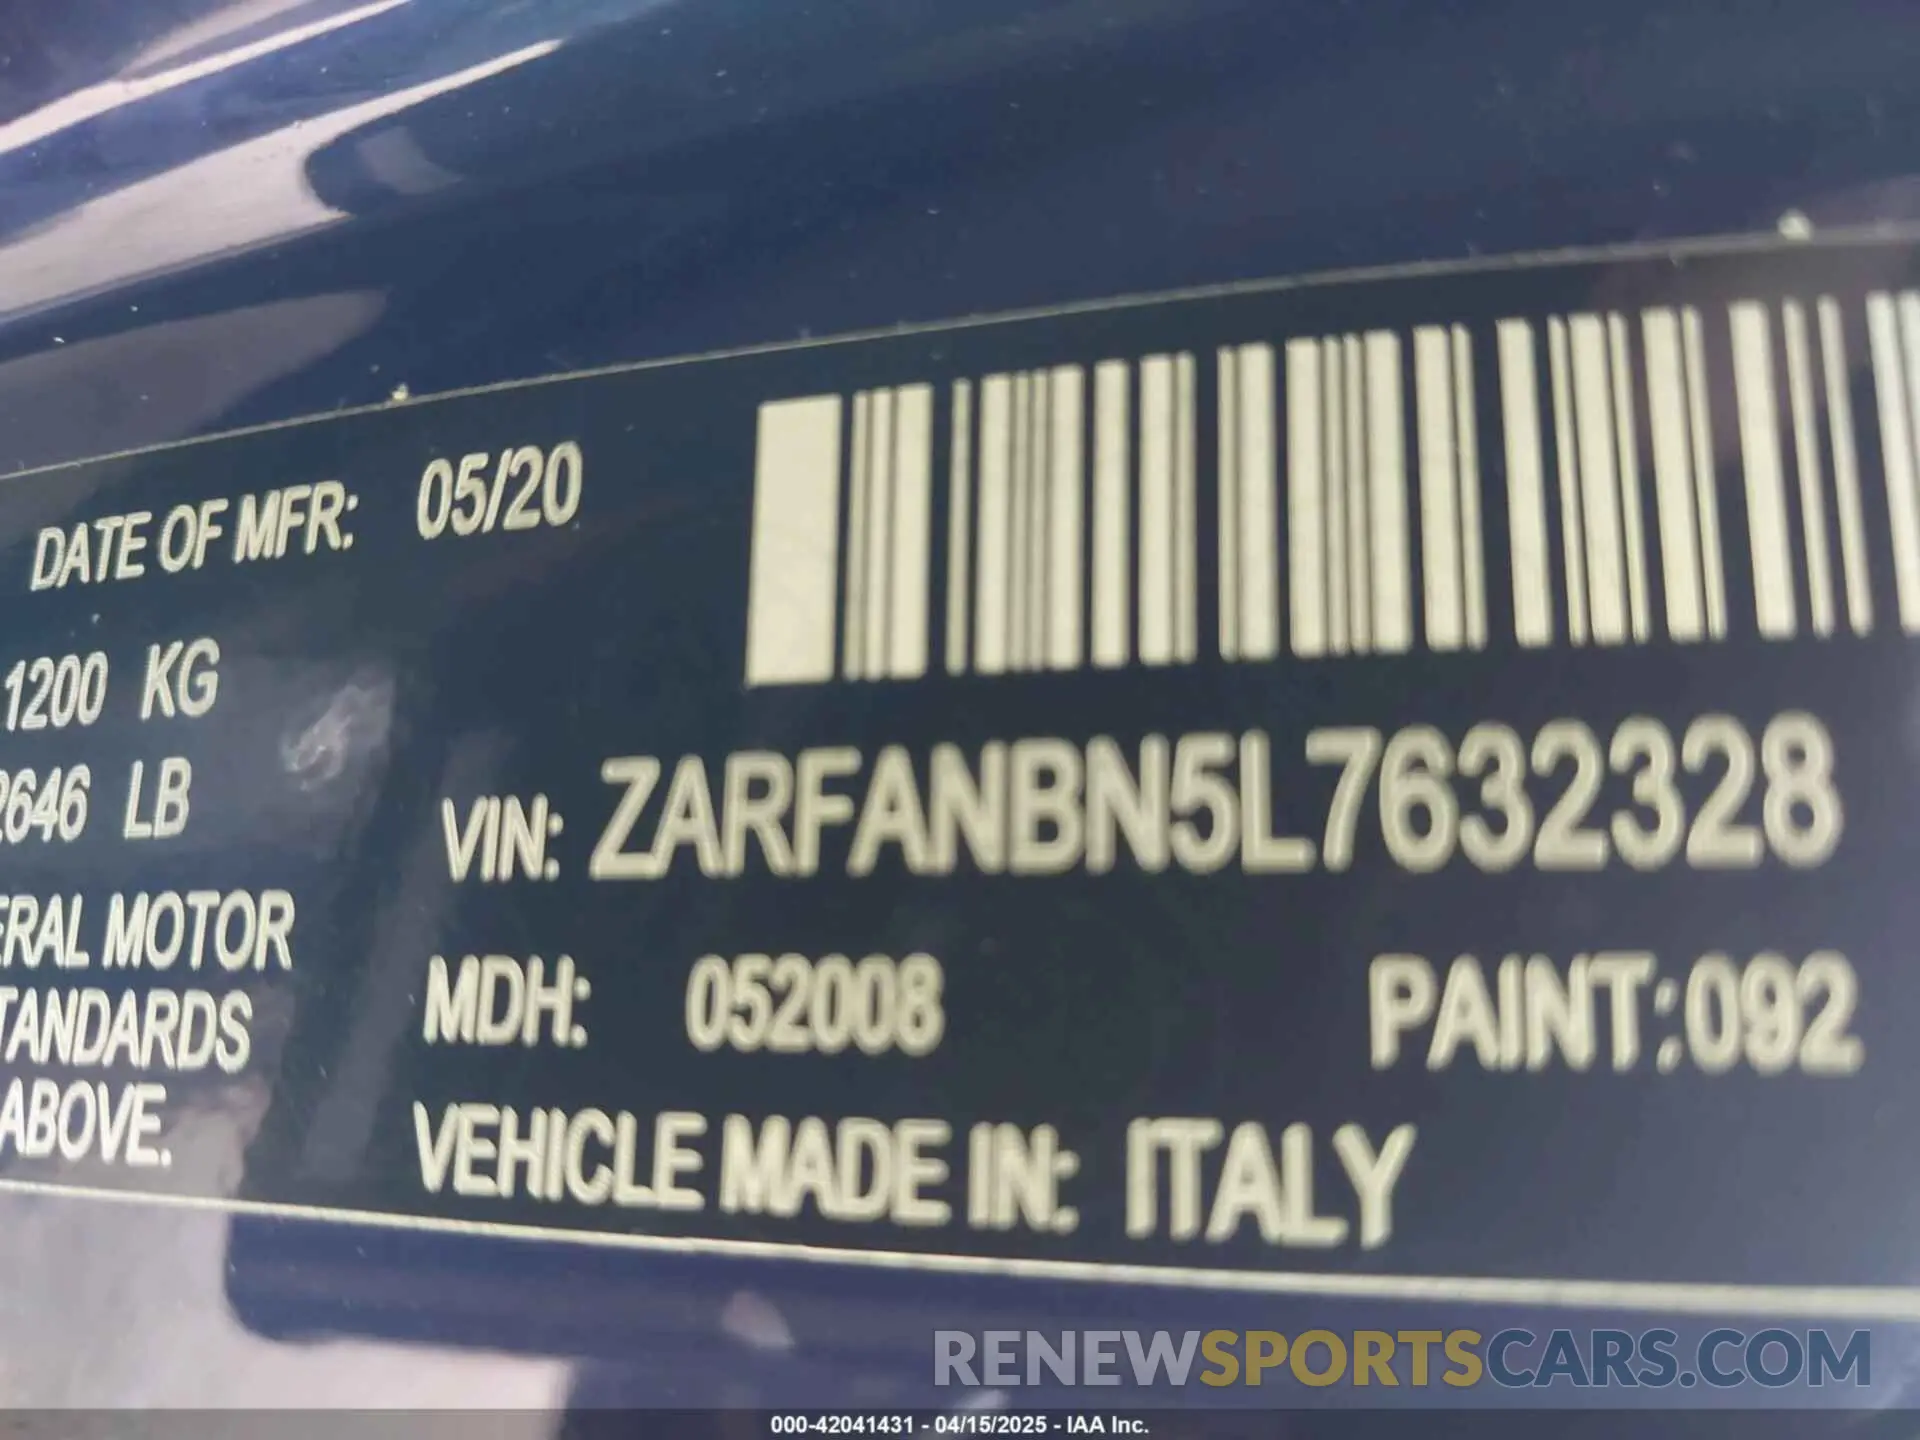 DATE OF MFR: 05/20
1200 KG
2646 LB
VIN: ZARFANBN5L7632328
ERAL MOTOR
TANDARDS
ABOVE.
MDH: 052008 PAINT:092
VEHICLE MADE IN: ITALY
RENEWSPORTSCARS.COM
000-42041431 - 04/15/2025 - IAA Inc.